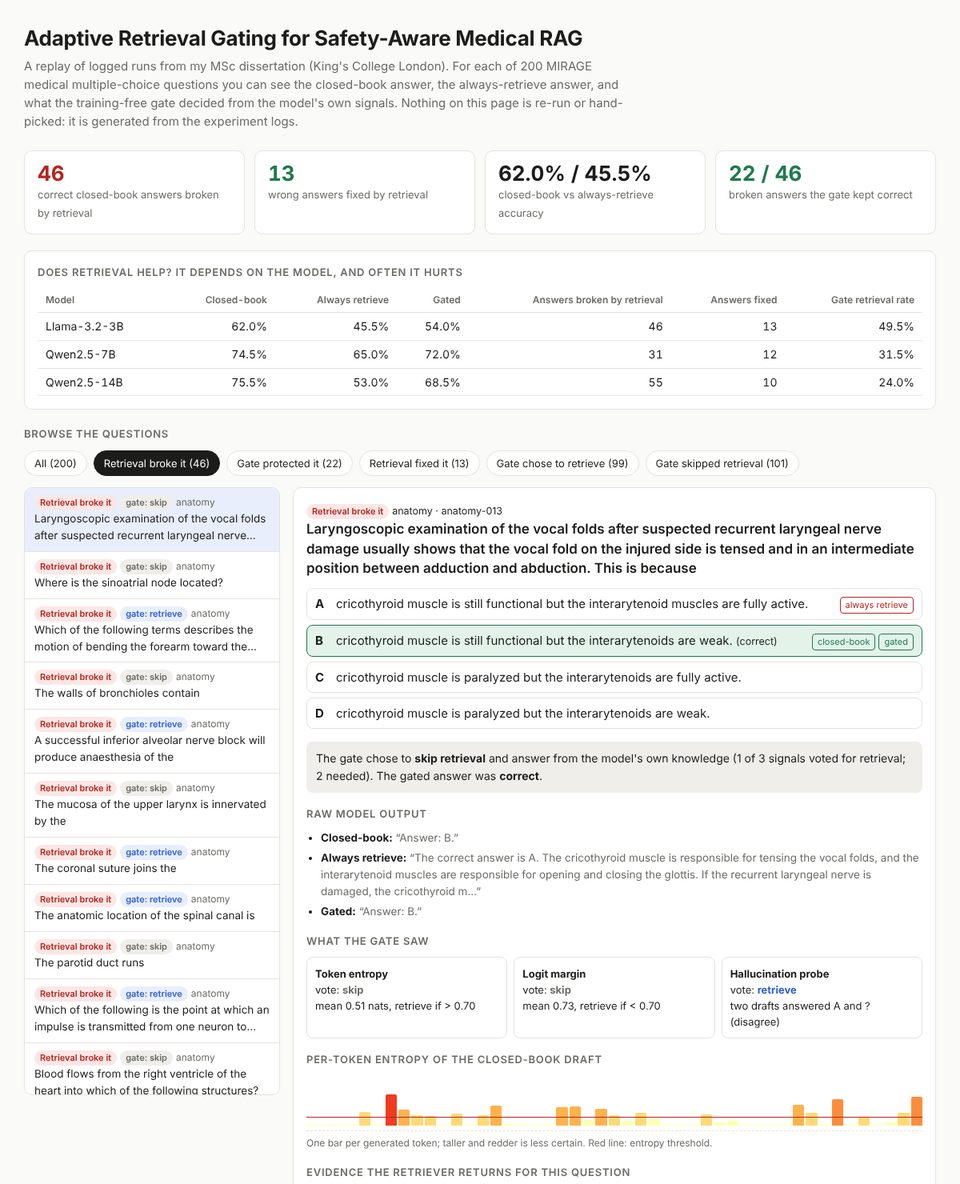 Adaptive Retrieval Gating for Safety-Aware Medical RAG
A replay of logged runs from my MSc dissertation (King's College London). For each of 200 MIRAGE
medical multiple-choice questions you can see the closed-book answer, the always-retrieve answer, and
what the training-free gate decided from the model's own signals. Nothing on this page is re-run or hand-
picked: it is generated from the experiment logs.
46
correct closed-book answers broken
by retrieval
13
wrong answers fixed by retrieval
62.0% / 45.5%
closed-book vs always-retrieve
accuracy
22 / 46
broken answers the gate kept correct
DOES RETRIEVAL HELP? IT DEPENDS ON THE MODEL, AND OFTEN IT HURTS
Model Closed-book Always retrieve Gated Answers broken by retrieval Answers fixed Gate retrieval rate
Llama-3.2-3B 62.0% 45.5% 54.0% 46 13 49.5%
Qwen2.5-7B 74.5% 65.0% 72.0% 31 12 31.5%
Qwen2.5-14B 75.5% 53.0% 68.5% 55 10 24.0%
BROWSE THE QUESTIONS
All (200) Retrieval broke it (46) Gate protected it (22) Retrieval fixed it (13) Gate chose to retrieve (99) Gate skipped retrieval (101)
Retrieval broke it gate: skip anatomy
Laryngoscopic examination of the vocal folds
after suspected recurrent laryngeal nerve...
Retrieval broke it gate: skip anatomy
Where is the sinoatrial node located?
Retrieval broke it gate: retrieve anatomy
Which of the following terms describes the
motion of bending the forearm toward the...
Retrieval broke it gate: skip anatomy
The walls of bronchioles contain
Retrieval broke it gate: retrieve anatomy
A successful inferior alveolar nerve block will
produce anaesthesia of the
Retrieval broke it gate: skip anatomy
The mucosa of the upper larynx is innervated
by the
Retrieval broke it gate: retrieve anatomy
The coronal suture joins the
Retrieval broke it gate: retrieve anatomy
The anatomic location of the spinal canal is
Retrieval broke it gate: skip anatomy
The parotid duct runs
Retrieval broke it gate: retrieve anatomy
Which of the following is the point at which an
impulse is transmitted from one neuron to...
Retrieval broke it gate: skip anatomy
Blood flows from the right ventricle of the
heart into which of the following structures?
Retrieval broke it anatomy · anatomy-013
Laryngoscopic examination of the vocal folds after suspected recurrent laryngeal nerve
damage usually shows that the vocal fold on the injured side is tensed and in an intermediate
position between adduction and abduction. This is because
A cricothyroid muscle is still functional but the interarytenoid muscles are fully active. always retrieve
B cricothyroid muscle is still functional but the interarytenoids are weak. (correct) closed-book gated
C cricothyroid muscle is paralyzed but the interarytenoids are fully active.
D cricothyroid muscle is paralyzed but the interarytenoids are weak.
The gate chose to skip retrieval and answer from the model's own knowledge (1 of 3 signals voted for retrieval;
2 needed). The gated answer was correct.
RAW MODEL OUTPUT
• Closed-book: “Answer: B.”
• Always retrieve: “The correct answer is A. The cricothyroid muscle is responsible for tensing the vocal folds, and the
interarytenoid muscles are responsible for opening and closing the glottis. If the recurrent laryngeal nerve is
damaged, the cricothyroid m...”
• Gated: “Answer: B.”
WHAT THE GATE SAW
Token entropy
vote: skip
mean 0.51 nats, retrieve if > 0.70
Logit margin
vote: skip
mean 0.73, retrieve if < 0.70
Hallucination probe
vote: retrieve
two drafts answered A and ?
(disagree)
PER-TOKEN ENTROPY OF THE CLOSED-BOOK DRAFT
One bar per generated token; taller and redder is less certain. Red line: entropy threshold.
EVIDENCE THE RETRIEVER RETURNS FOR THIS QUESTION